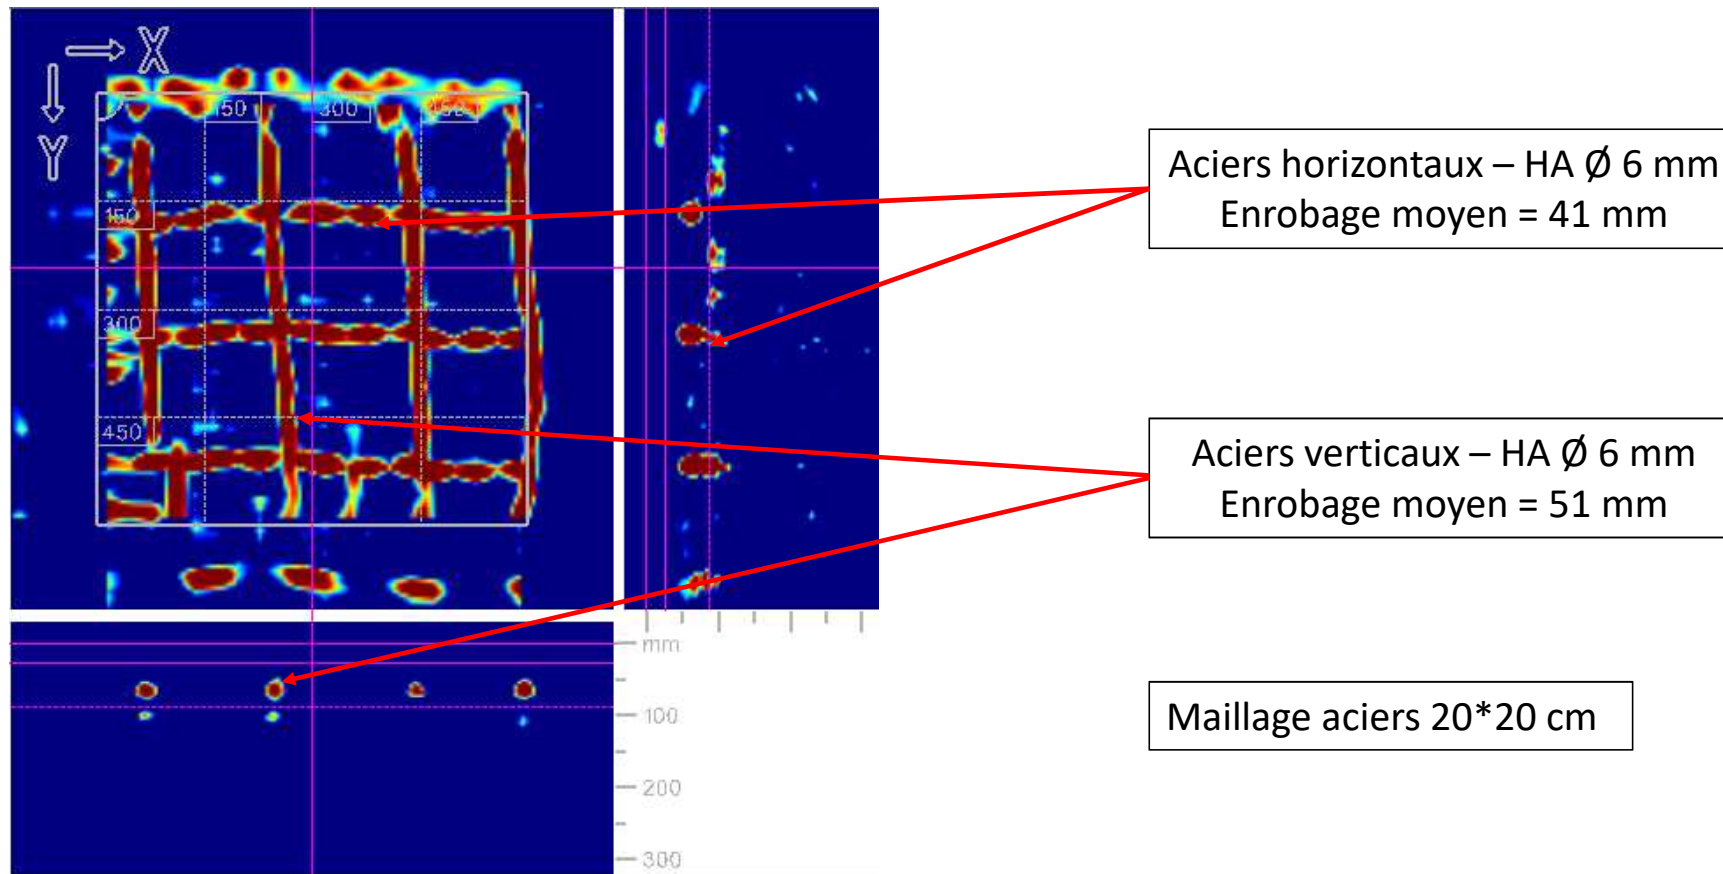 X
Y
150
300
450
150
300
450
mm
100
200
300
Aciers horizontaux – HA Ø 6 mm
Enrobage moyen = 41 mm
Aciers verticaux – HA Ø 6 mm
Enrobage moyen = 51 mm
Maillage aciers 20*20 cm